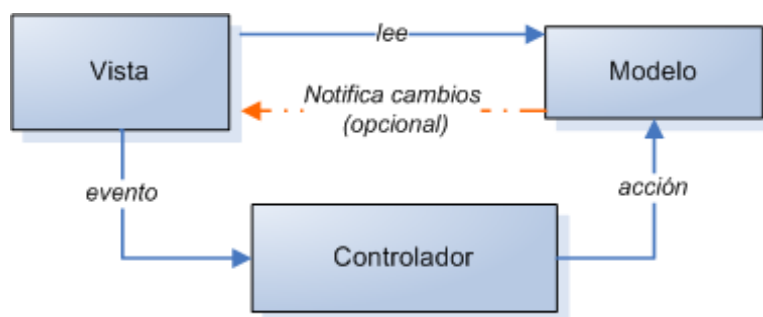 lee
Vista
Modelo
Notifica cambios
(opcional)
evento
acción
Controlador